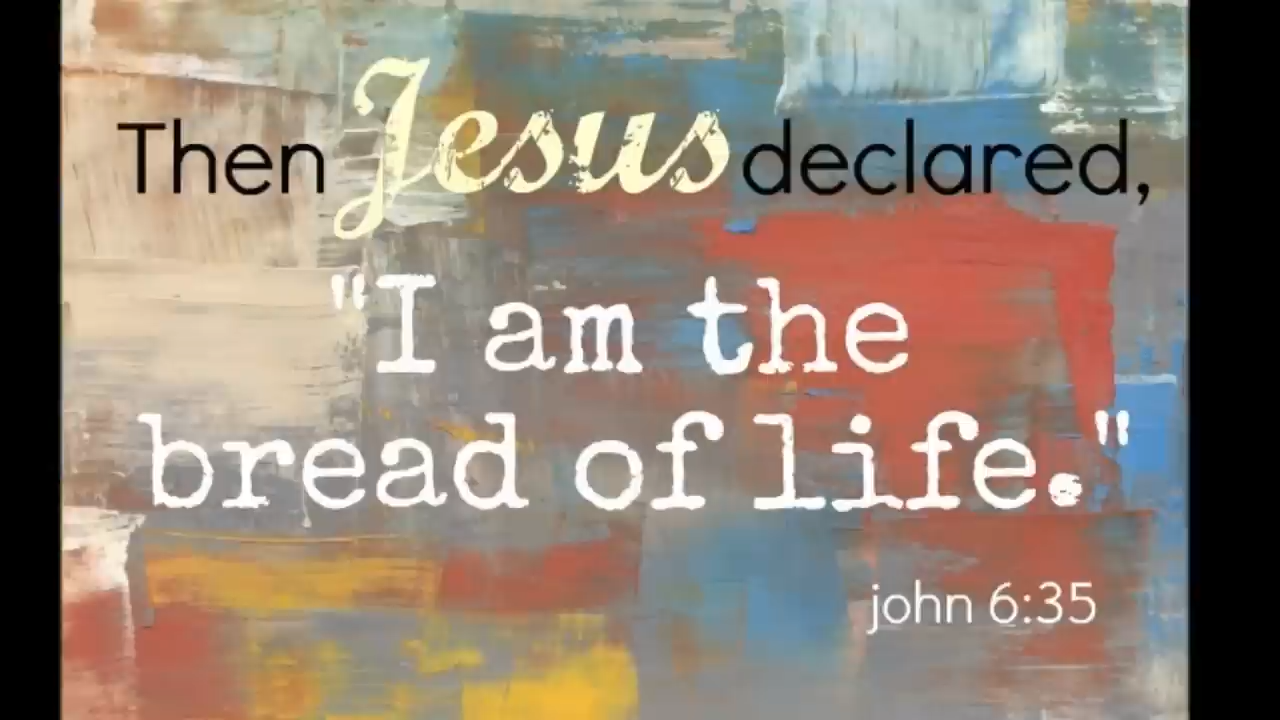 Then Jesus declared,
"I am the
bread of life."
john 6:35